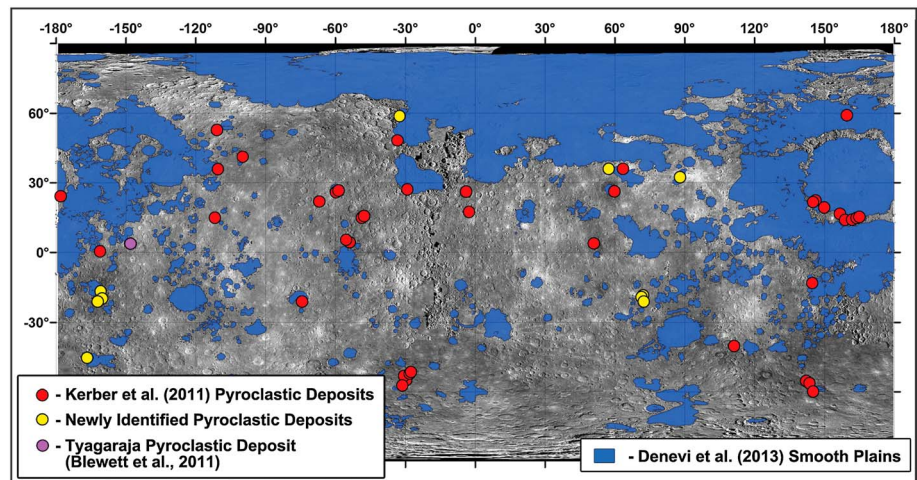 -180° -150° -120° -90° -60° -30° 0° 30° 60° 90° 120° 150° 180°
60°
30°
0°
-30°
- Kerber et al. (2011) Pyroclastic Deposits
- Newly Identified Pyroclastic Deposits
- Tyagaraja Pyroclastic Deposit
(Blewett et al., 2011)
- Denevi et al. (2013) Smooth Plains